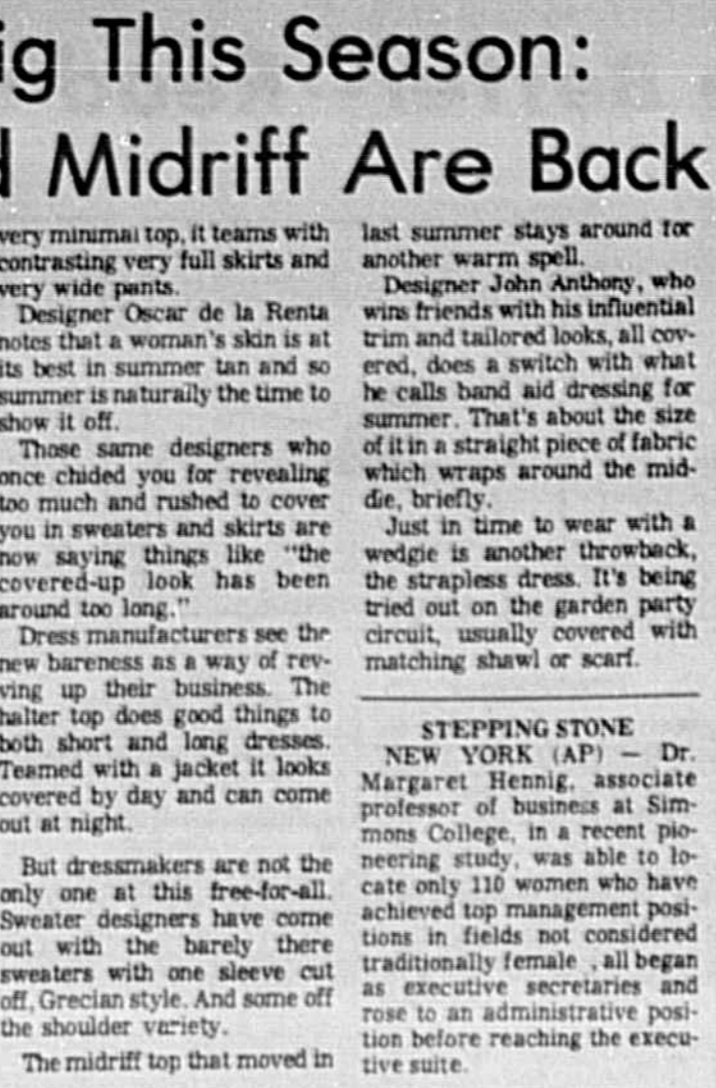 ig This Season:
d Midriff Are Back
very minimal top, it teams with
contrasting very full skirts and
very wide pants.
Designer Oscar de la Renta
notes that a woman's skin is at
its best in summer tan and so
summer is naturally the time to
show it off.
Those same designers who
once chided you for revealing
too much and rushed to cover
you in sweaters and skirts are
now saying things like "the
covered-up look has been
around too long."
Dress manufacturers see the
new bareness as a way of rev-
ving up their business. The
halter top does good things to
both short and long dresses.
Teamed with a jacket it looks
covered by day and can come
out at night.
But dressmakers are not the
only one at this free-for-all.
Sweater designers have come
out with the barely there
sweaters with one sleeve cut
off, Grecian style. And some off
the shoulder variety.
The midriff top that moved in
last summer stays around for
another warm spell.
Designer John Anthony, who
wins friends with his influential
trim and tailored looks, all cov-
ered, does a switch with what
he calls band aid dressing for
summer. That's about the size
of it in a straight piece of fabric
which wraps around the mid-
die, briefly.
Just in time to wear with a
wedgie is another throwback,
the strapless dress. It's being
tried out on the garden party
circuit, usually covered with
matching shawl or scarf.
STEPPING STONE
NEW YORK (AP) — Dr.
Margaret Hennig, associate
professor of business at Sim-
mons College, in a recent pio-
neering study, was able to lo-
cate only 110 women who have
achieved top management posi-
tions in fields not considered
traditionally female , all began
as executive secretaries and
rose to an administrative posi-
tion before reaching the execu-
tive suite.